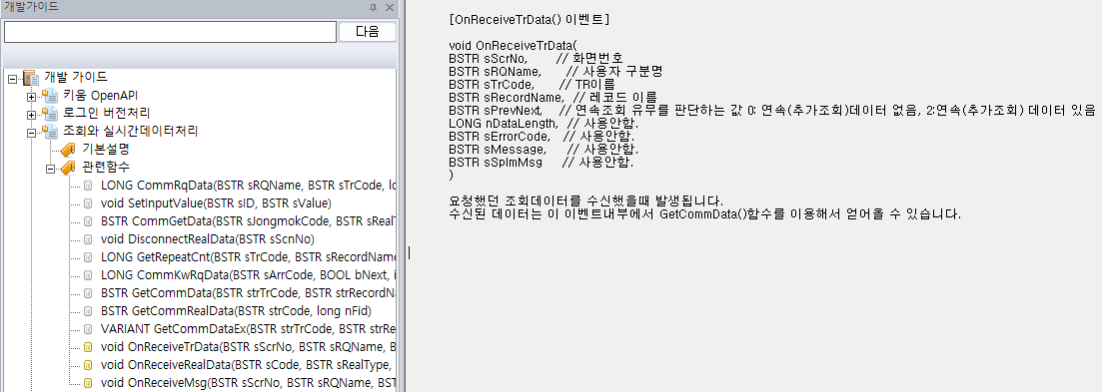 개발가이드
다음
개발 가이드
키움 OpenAPI
로그인 버전처리
조회와 실시간데이터처리
기본설명
관련함수
LONG CommRqData(BSTR sRQName, BSTR sTrCode, lo
void SetInputValue(BSTR sID, BSTR sValue)
BSTR CommGetData(BSTR sJongmokCode, BSTR sRealT
void DisconnectRealData(BSTR sScnNo)
LONG GetRepeatCnt(BSTR sTrCode, BSTR sRecordName
LONG CommKwRqData(BSTR sArrCode, BOOL bNext, i
BSTR GetCommData(BSTR strTrCode, BSTR strRecordNa
BSTR GetCommRealData(BSTR strCode, long nFid)
VARIANT GetCommDataEx(BSTR strTrCode, BSTR strRe
void OnReceiveTrData(BSTR sScrNo, BSTR sRQName, B
void OnReceiveRealData(BSTR sCode, BSTR sRealType,
void OnReceiveMsg(BSTR sScrNo, BSTR sRQName, BST
[OnReceiveTrData() 이벤트]
void OnReceiveTrData(
BSTR sScrNo, // 화면번호
BSTR sRQName, // 사용자 구분명
BSTR sTrCode, // TR이름
BSTR sRecordName, // 레코드 이름
BSTR sPrevNext, // 연속조회 유무를 판단하는 값 0: 연속(추가조회)데이터 없음, 2:연속(추가조회) 데이터 있음
LONG nDataLength, // 사용안함.
BSTR sErrorCode, // 사용안함.
BSTR sMessage, // 사용안함.
BSTR sSplmMsg // 사용안함.
)
요청했던 조회데이터를 수신했을때 발생됩니다.
수신된 데이터는 이 이벤트내부에서 GetCommData()함수를 이용해서 얻어올 수 있습니다.